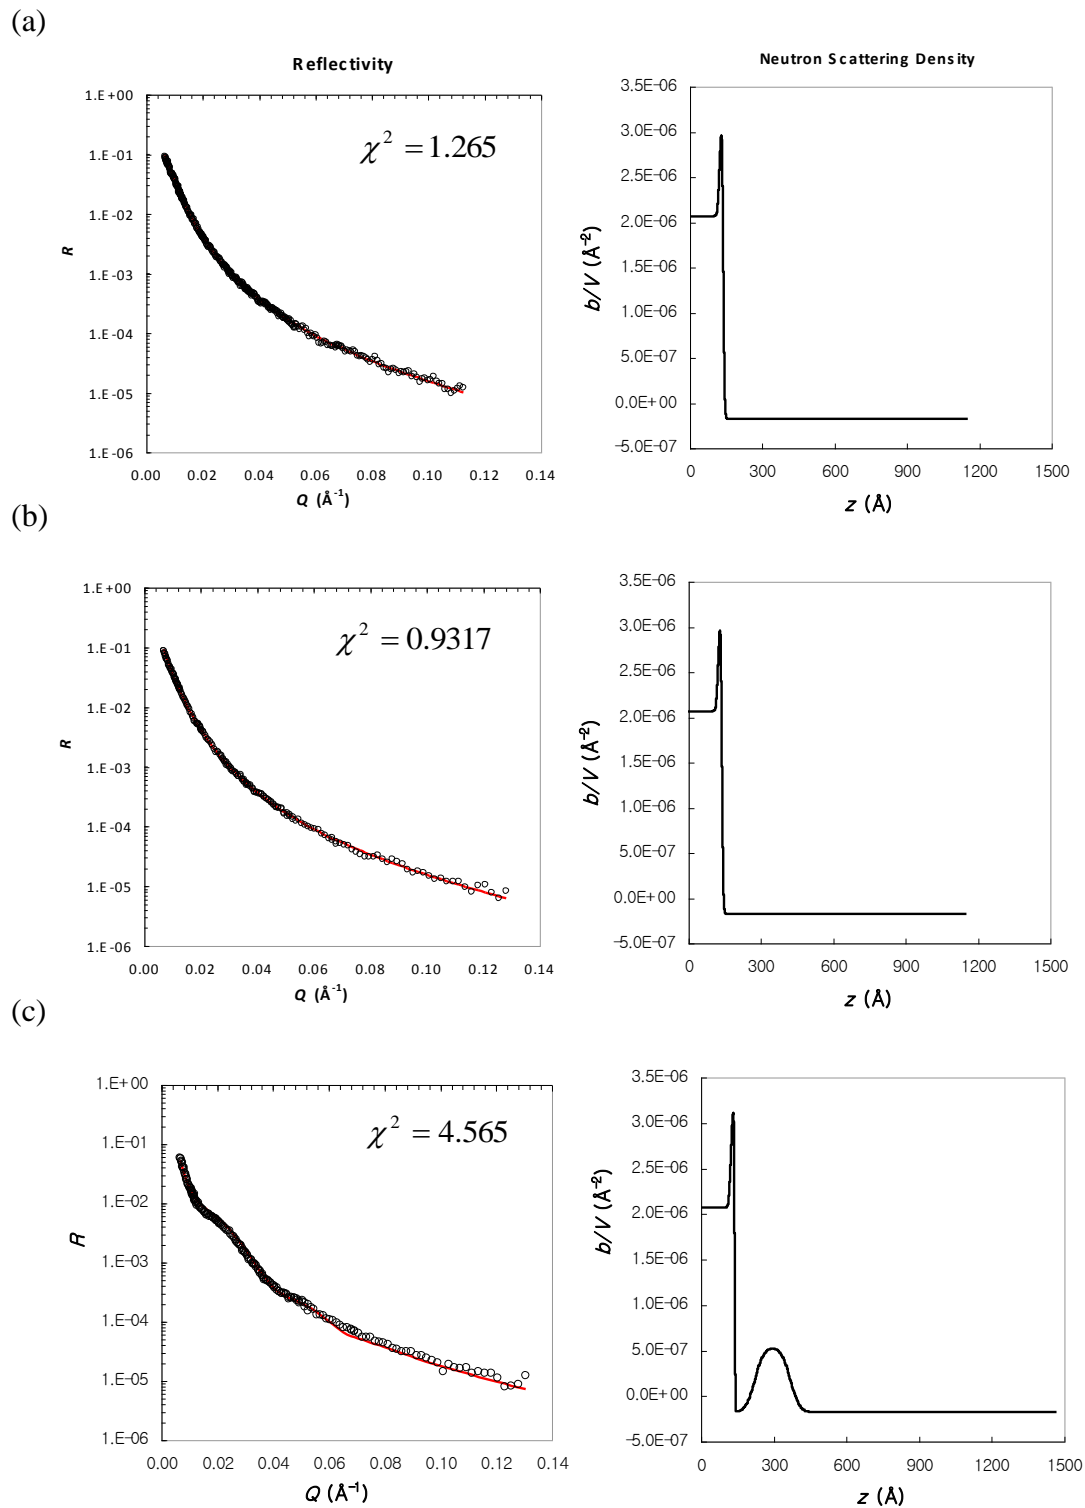 (a)
Reflectivity
1.E+00
1.E-01
1.E-02
1.E-03
1.E-04
1.E-05
1.E-06
R
χ² = 1.265
0.00 0.02 0.04 0.06 0.08 0.10 0.12 0.14
Q (Å-1)
Neutron Scattering Density
3.5E-06
3.0E-06
2.5E-06
2.0E-06
1.5E-06
1.0E-06
5.0E-07
0.0E+00
-5.0E-07
b/V (Å-2)
0 300 600 900 1200 1500
z (Å)
(b)
1.E+00
1.E-01
1.E-02
1.E-03
1.E-04
1.E-05
1.E-06
R
χ² = 0.9317
0.00 0.02 0.04 0.06 0.08 0.10 0.12 0.14
Q (Å-1)
3.5E-06
3.0E-06
2.5E-06
2.0E-06
1.5E-06
1.0E-06
5.0E-07
0.0E+00
-5.0E-07
b/V (Å-2)
0 300 600 900 1200 1500
z (Å)
(c)
1.E+00
1.E-01
1.E-02
1.E-03
1.E-04
1.E-05
1.E-06
R
χ² = 4.565
0.00 0.02 0.04 0.06 0.08 0.10 0.12 0.14
Q (Å-1)
3.5E-06
3.0E-06
2.5E-06
2.0E-06
1.5E-06
1.0E-06
5.0E-07
0.0E+00
-5.0E-07
b/V (Å-2)
0 300 600 900 1200 1500
z (Å)